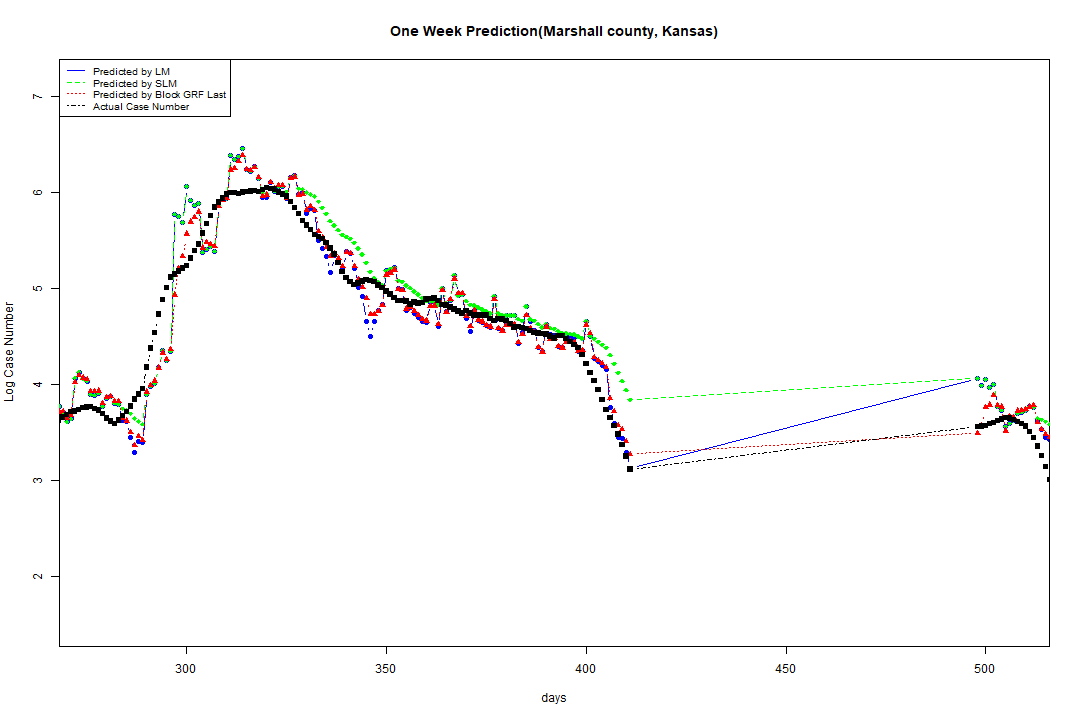 One Week Prediction(Marshall county, Kansas)
Predicted by LM
Predicted by SLM
Predicted by Block GRF Last
Actual Case Number
Log Case Number
7
6
5
4
3
2
300
350
400
450
500
days